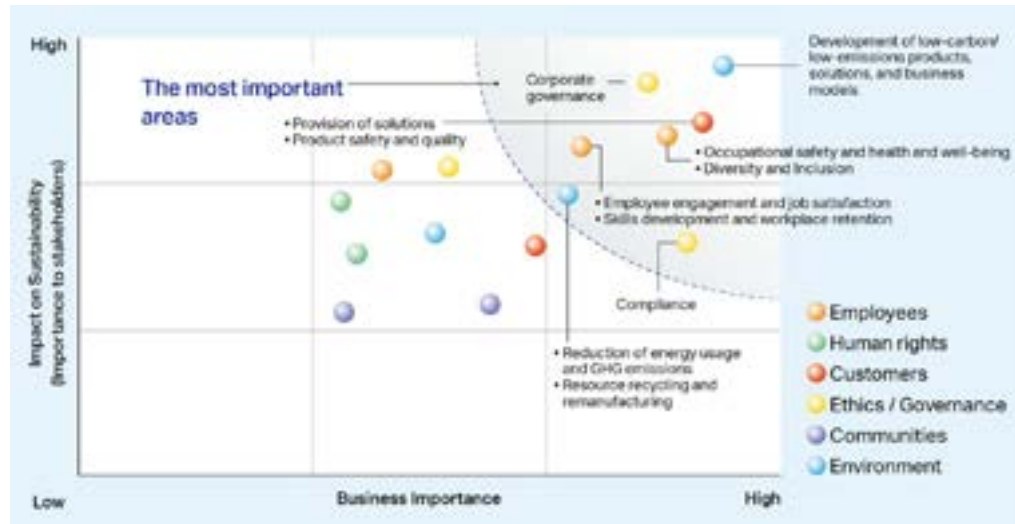 High
The most important
areas
Corporate
governance
Development of low-carbon/
low-emissions products,
solutions, and business
models
• Provision of solutions
• Product safety and quality
• Occupational safety and health and well-being
• Diversity and Inclusion
• Employee engagement and job satisfaction
• Skills development and workplace retention
Compliance
• Reduction of energy usage
and GHG emissions
• Resource recycling and
remanufacturing
Impact on Sustainability
(Importance to stakeholders)
Employees
Human rights
Customers
Ethics / Governance
Communities
Environment
Low
Business Importance
High